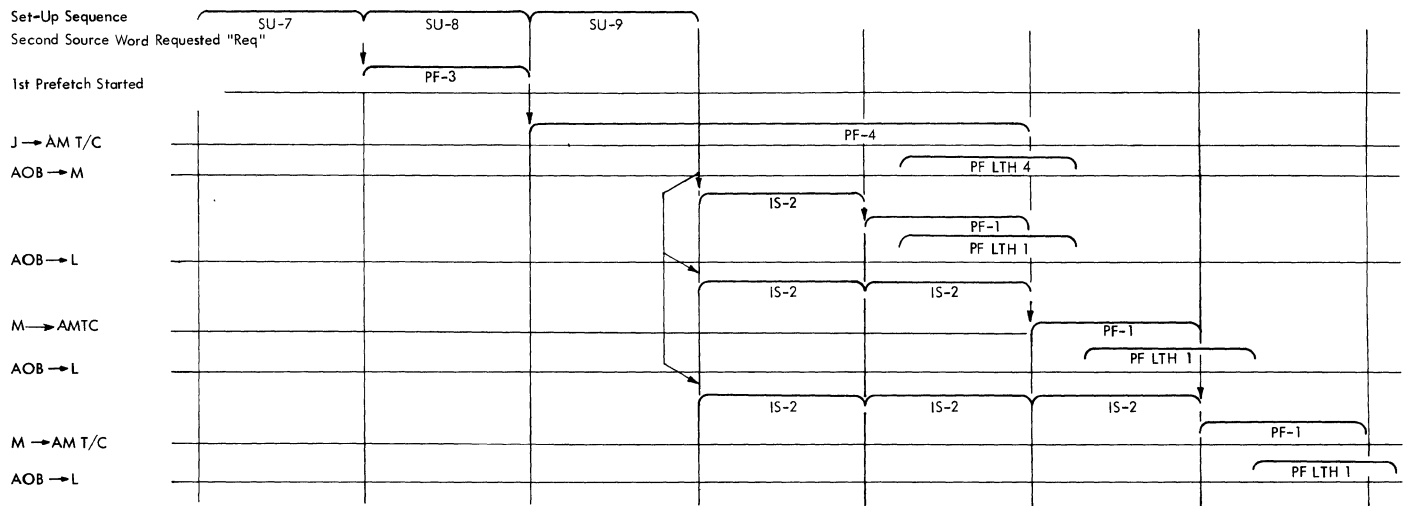 Set-Up Sequence SU-7 SU-8 SU-9
Second Source Word Requested "Req"
PF-3
1st Prefetch Started
J → AM T/C PF-4
PF LTH 4
AOB → M
IS-2
PF-1
PF LTH 1
AOB → L
IS-2 IS-2
M → AMTC PF-1
PF LTH 1
AOB → L
IS-2 IS-2 IS-2
PF-1
M → AM T/C
PF LTH 1
AOB → L